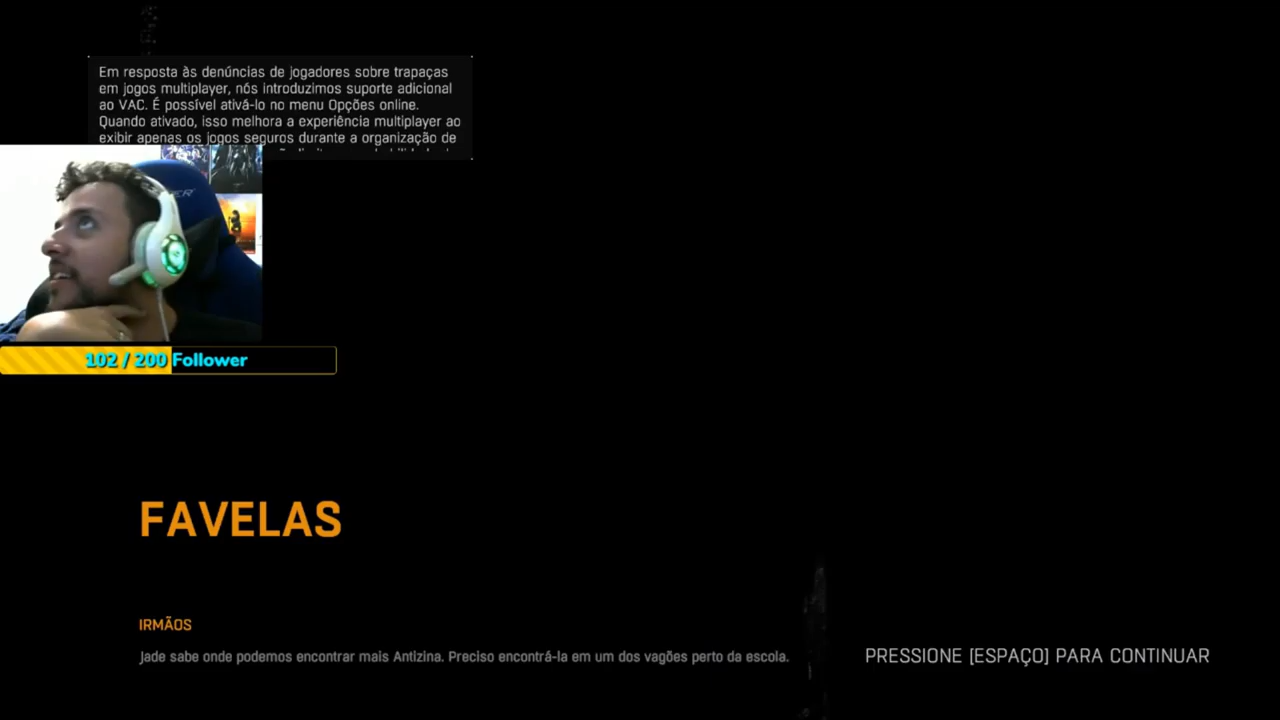 Em resposta às denúncias de jogadores sobre trapaças
em jogos multiplayer, nós introduzimos suporte adicional
ao VAC. É possível ativá-lo no menu Opções online.
Quando ativado, isso melhora a experiência multiplayer ao
exibir apenas os jogos seguros durante a organização de
102 / 200 Follower
FAVELAS
IRMÃOS
Jade sabe onde podemos encontrar mais Antizina. Preciso encontrá-la em um dos vagões perto da escola.
PRESSIONE [ESPAÇO] PARA CONTINUAR